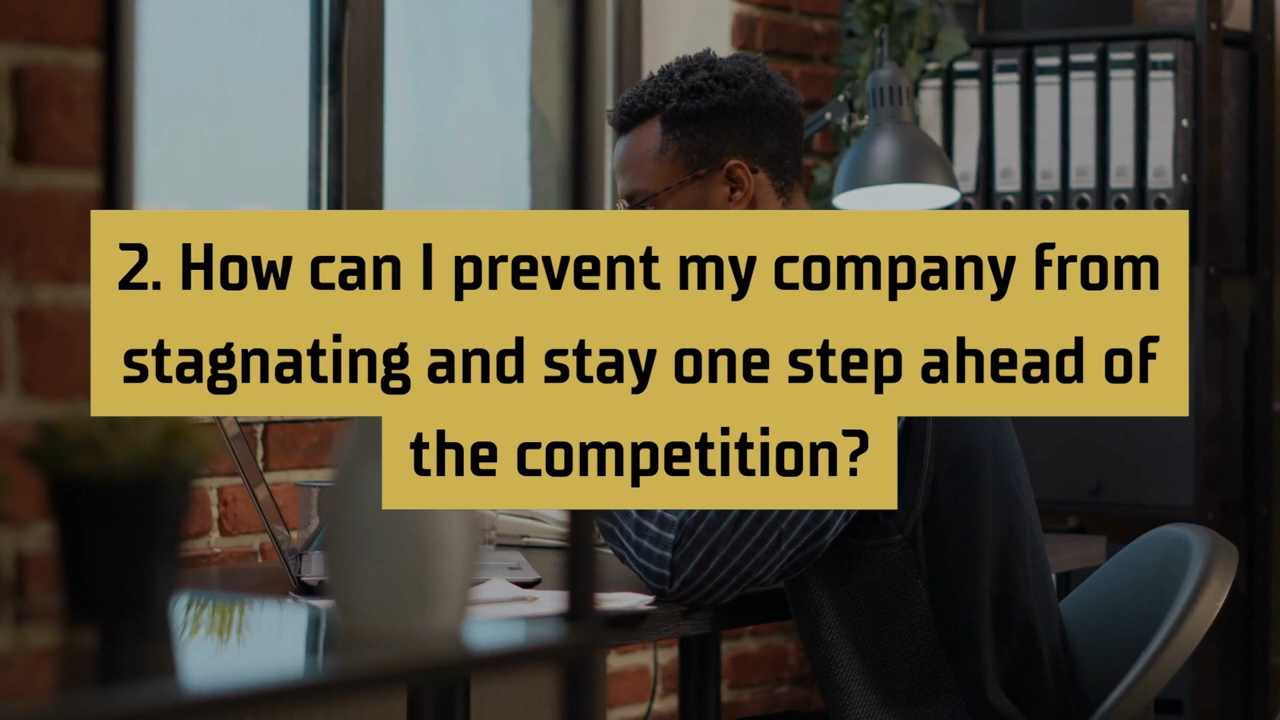 2. How can I prevent my company from
stagnating and stay one step ahead of
the competition?